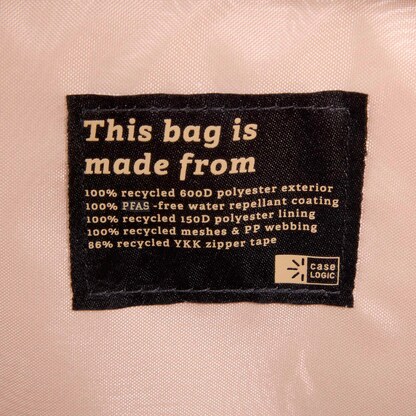 This bag is
made from
100% recycled 600D polyester exterior
100% PFAS -free water repellant coating
100% recycled 150D polyester lining
100% recycled meshes & PP webbing
86% recycled YKK zipper tape
case
LOGIC